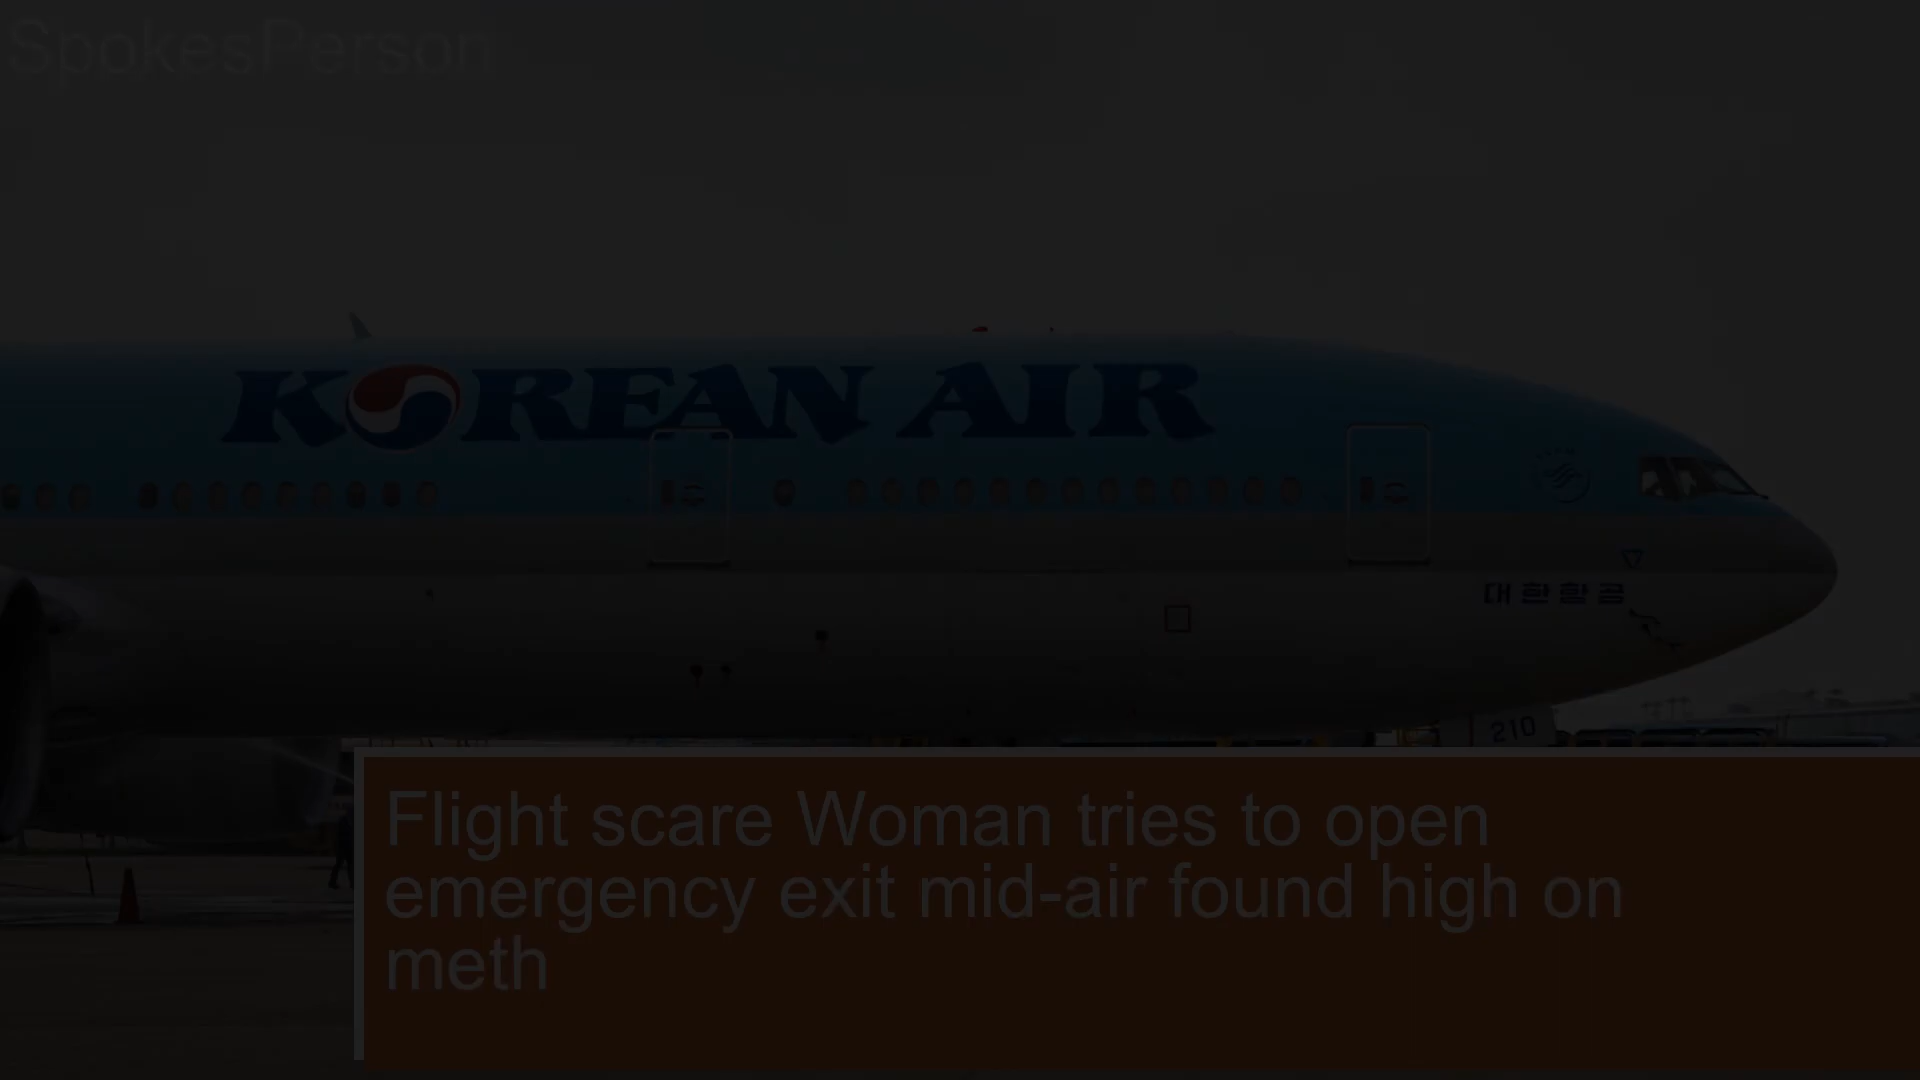 SpokesPerson
KOREAN AIR
대한항공
210
Flight scare Woman tries to open
emergency exit mid-air found high on
meth